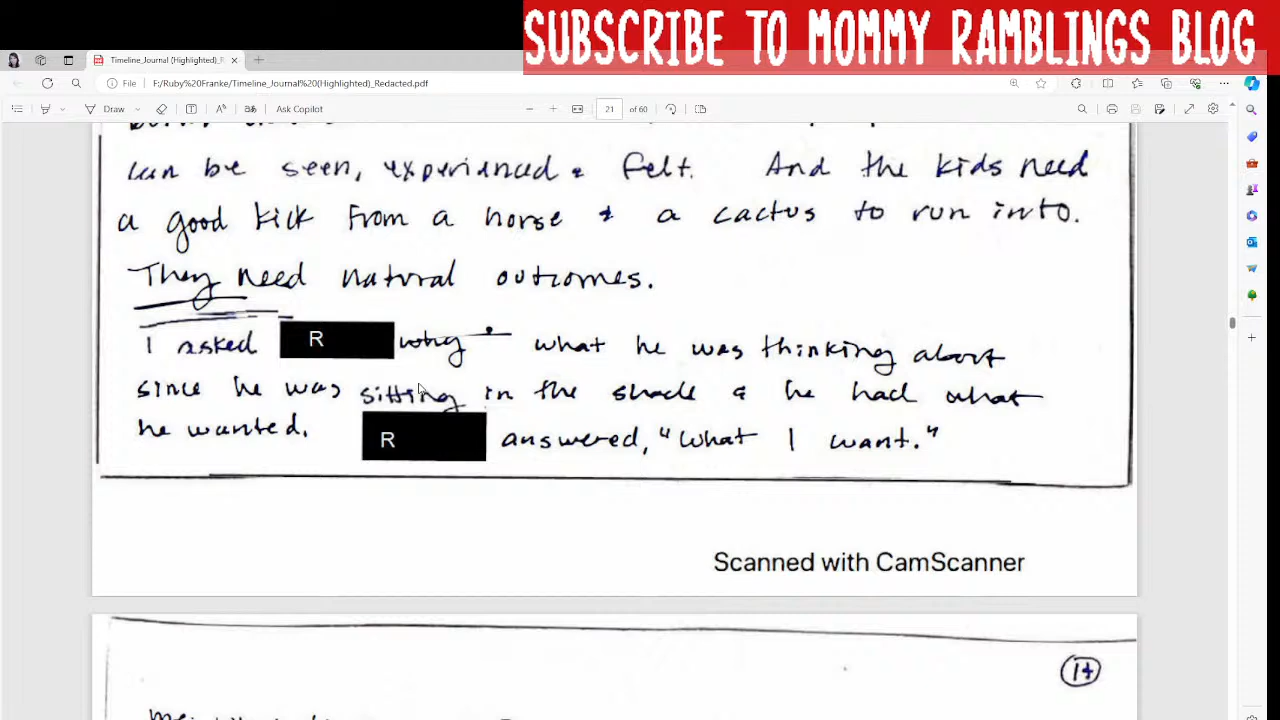 SUBSCRIBE TO MOMMY RAMBLINGS BLOG
Timeline_Journal (Highlighted)_R
File F:/Ruby%20Franke/Timeline_Journal%20(Highlighted)_Redacted.pdf
Draw Ask Copilot 21 of 60
can be seen, experienced & felt. And the kids need
a good kick from a horse & a cactus to run into.
They need natural outcomes.
I asked R why what he was thinking about
since he was sitting in the shade & he had what
he wanted. R answered, "What I want."
Scanned with CamScanner
14